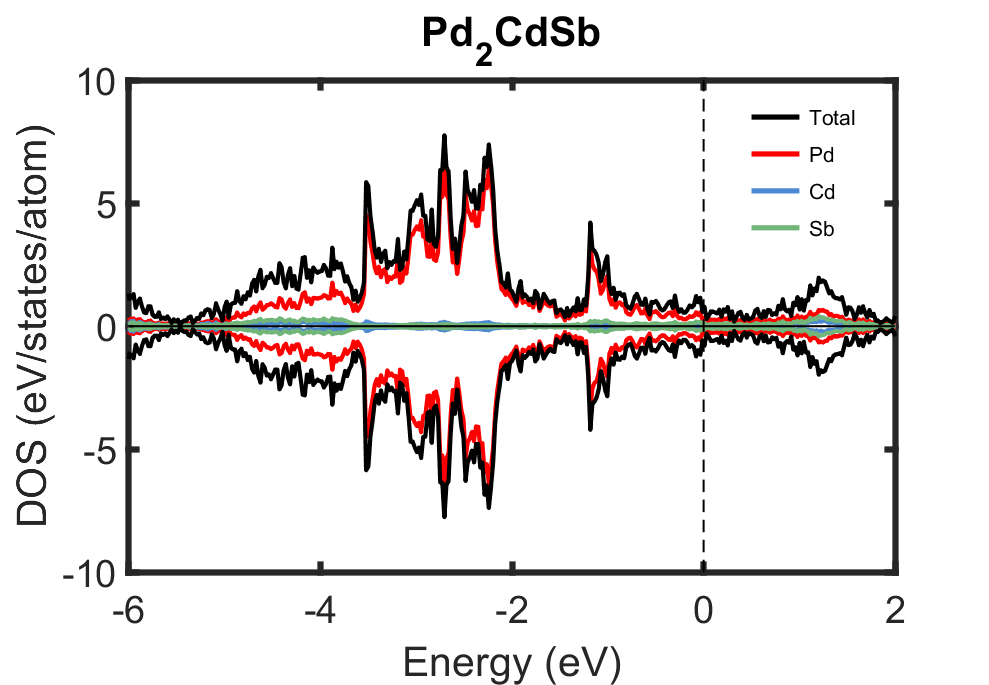 Pd₂CdSb
10
5
0
-5
-10
DOS (eV/states/atom)
Total
Pd
Cd
Sb
-6 -4 -2 0 2
Energy (eV)